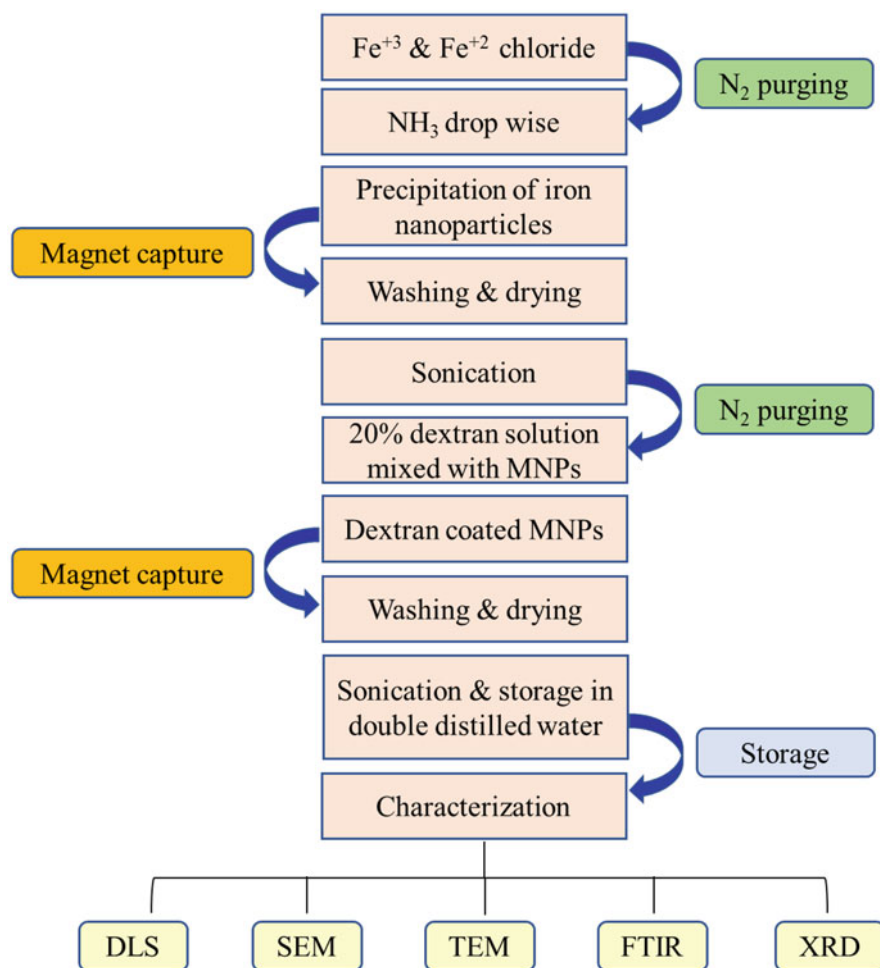 Fe⁺³ & Fe⁺² chloride
N₂ purging
NH₃ drop wise
Precipitation of iron
nanoparticles
Magnet capture
Washing & drying
Sonication
N₂ purging
20% dextran solution
mixed with MNPs
Dextran coated MNPs
Magnet capture
Washing & drying
Sonication & storage in
double distilled water
Storage
Characterization
DLS
SEM
TEM
FTIR
XRD